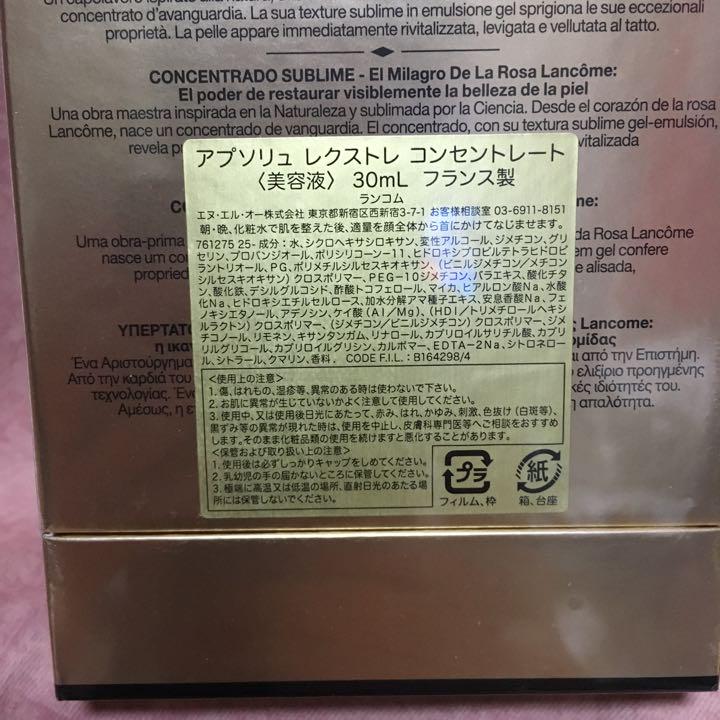 concentrato d'avanguardia. La sua texture sublime in emulsione gel sprigiona le sue eccezionali
proprietà. La pelle appare immediatamente rivitalizzata, levigata e vellutata al tatto.
CONCENTRADO SUBLIME - El Milagro De La Rosa Lancôme:
El poder de restaurar visiblemente la belleza de la piel
Una obra maestra inspirada en la Naturaleza y sublimada por la Ciencia. Desde el corazón de la rosa
Lancôme, nace un concentrado de vanguardia. El concentrado, con su textura sublime gel-emulsión,
revela
vitalizada
アプソリュ レクストレ コンセントレート
〈美容液〉 30mL フランス製
ランコム
エヌ・エル・オー株式会社 東京都新宿区西新宿3-7-1 お客様相談室 03-6911-8151
朝・晩、化粧水で肌を整えた後、適量を顔全体から首にかけてなじませます。
761275 25- 成分：水、シクロヘキサシロキサン、変性アルコール、ジメチコン、グリ
セリン、プロパンジオール、ポリシリコーン-11、ヒドロキシプロピルテトラヒドロピ
ラントリオール、PG、ポリメチルシルセスキオキサン、(ビニルジメチコン/メチコン
シルセスキオキサン) クロスポリマー、PEG-10ジメチコン、バラエキス、酸化チタ
ン、酸化鉄、デシルグルコシド、酢酸トコフェロール、マイカ、ヒアルロン酸Na、水酸
化Na、ヒドロキシエチルセルロース、加水分解アマ種子エキス、安息香酸Na、フェ
ノキシエタノール、アデノシン、ケイ酸 (Al/Mg)、(HDI/トリメチロールヘキシ
ルラクトン) クロスポリマー、(ジメチコン/ビニルジメチコン) クロスポリマー、ジメ
チコノール、リモネン、キサンタンガム、リナロール、カプリロイルサリチル酸、カプリ
リルグリコール、カプリロイルグリシン、カルボマー、EDTA-2Na、シトロネロー
ル、シトラール、クマリン、香料. CODE F.I.L. : B164298/4
<使用上の注意>
1. 傷、はれもの、湿疹等、異常のある時は使わないで下さい。
2. お肌に異常が生じていないかよく注意して使用してください。
3. 使用中、又は使用後日光にあたって、赤み、はれ、かゆみ、刺激、色抜け (白斑等)、
黒ずみ等の異常が現れた時は、使用を中止し、皮膚科専門医等へご相談をおすすめ
します。そのまま化粧品類の使用を続けますと悪化することがあります。
<保管および取り扱い上の注意>
1. 使用後は必ずしっかりキャップをしめてください。
2. 乳幼児の手の届かないところに保管してください。
3. 極端に高温又は低温の場所、直射日光のあたる場
所には保管しないでください。
プラ
フィルム、枠
紙
箱、台座
me:
Uma obra-prima
da Rosa Lancôme
nasce um
em gel confere
propried
e alisada,
ΥΠΕΡΤΑΤΟ
Lancome:
η ικαν
Ένα Αριστούργημα
αι από την Επιστήμη.
Από την καρδιά του
ελιξίριο προηγμένης
τεχνολογίας. Έν
κές ιδιότητές του.
Αμέσως, η ε
απαλότητα.